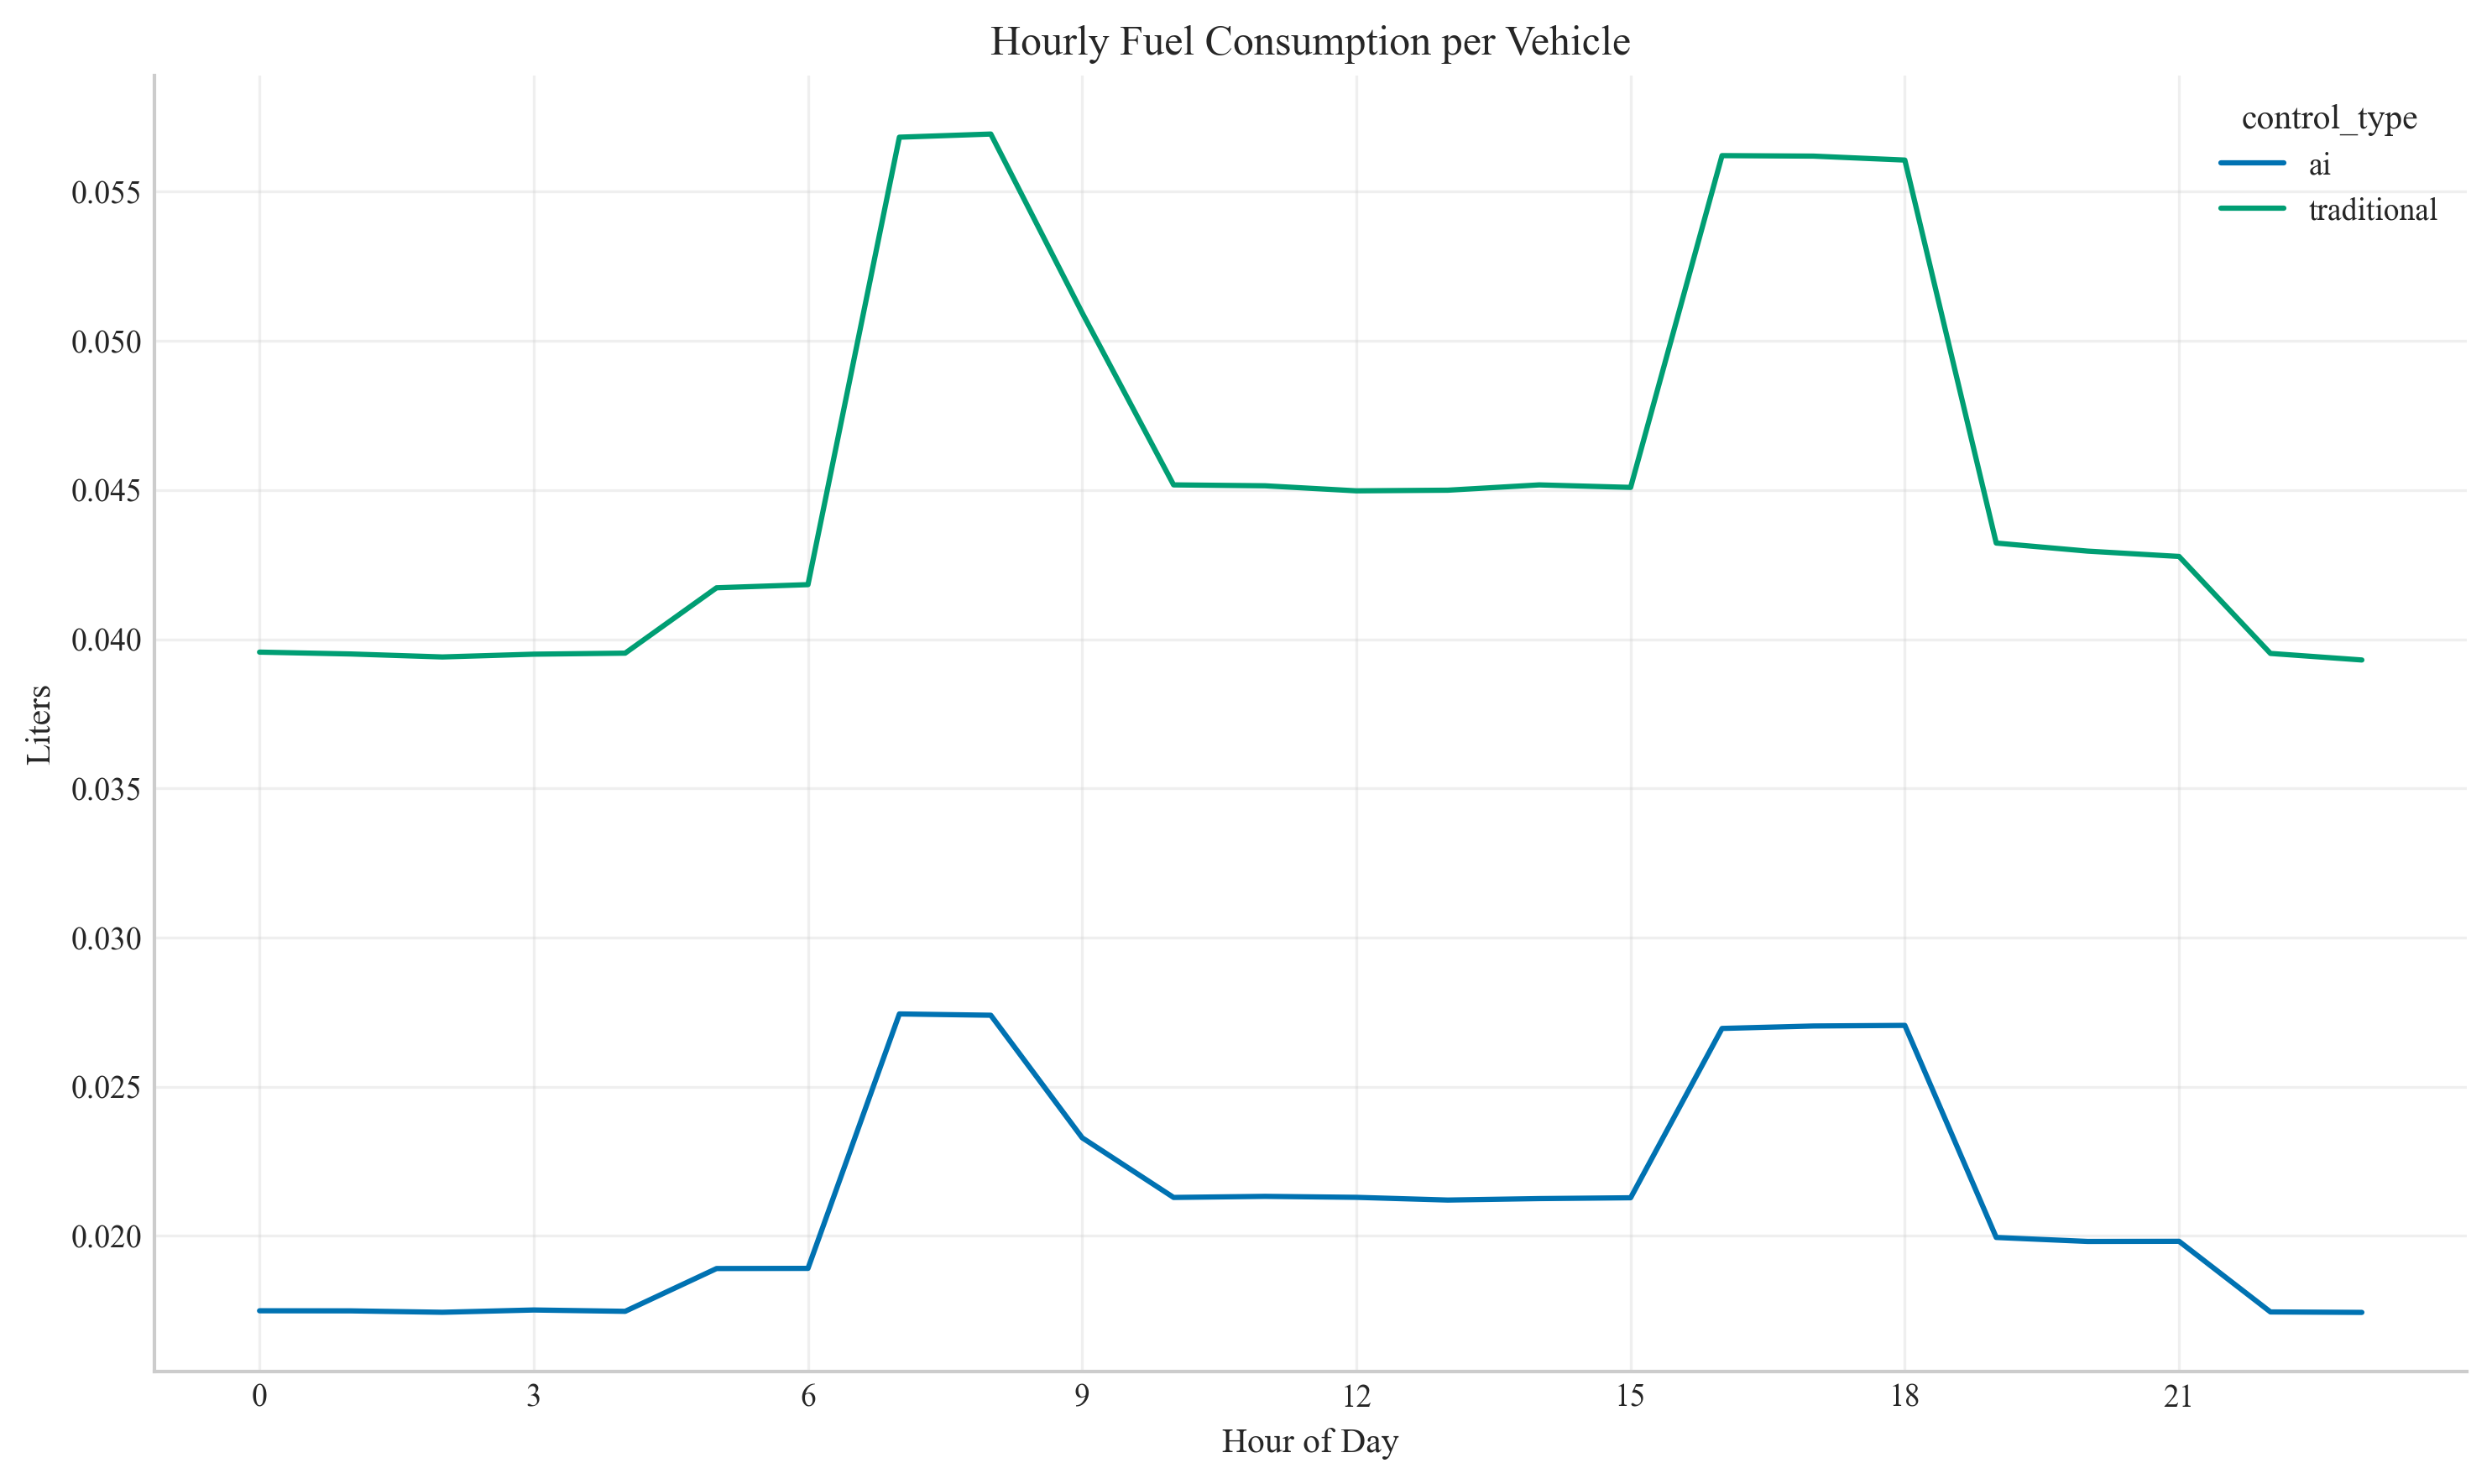 Hourly Fuel Consumption per Vehicle
control_type
ai
traditional
0.055
0.050
0.045
0.040
0.035
0.030
0.025
0.020
Liters
0 3 6 9 12 15 18 21
Hour of Day